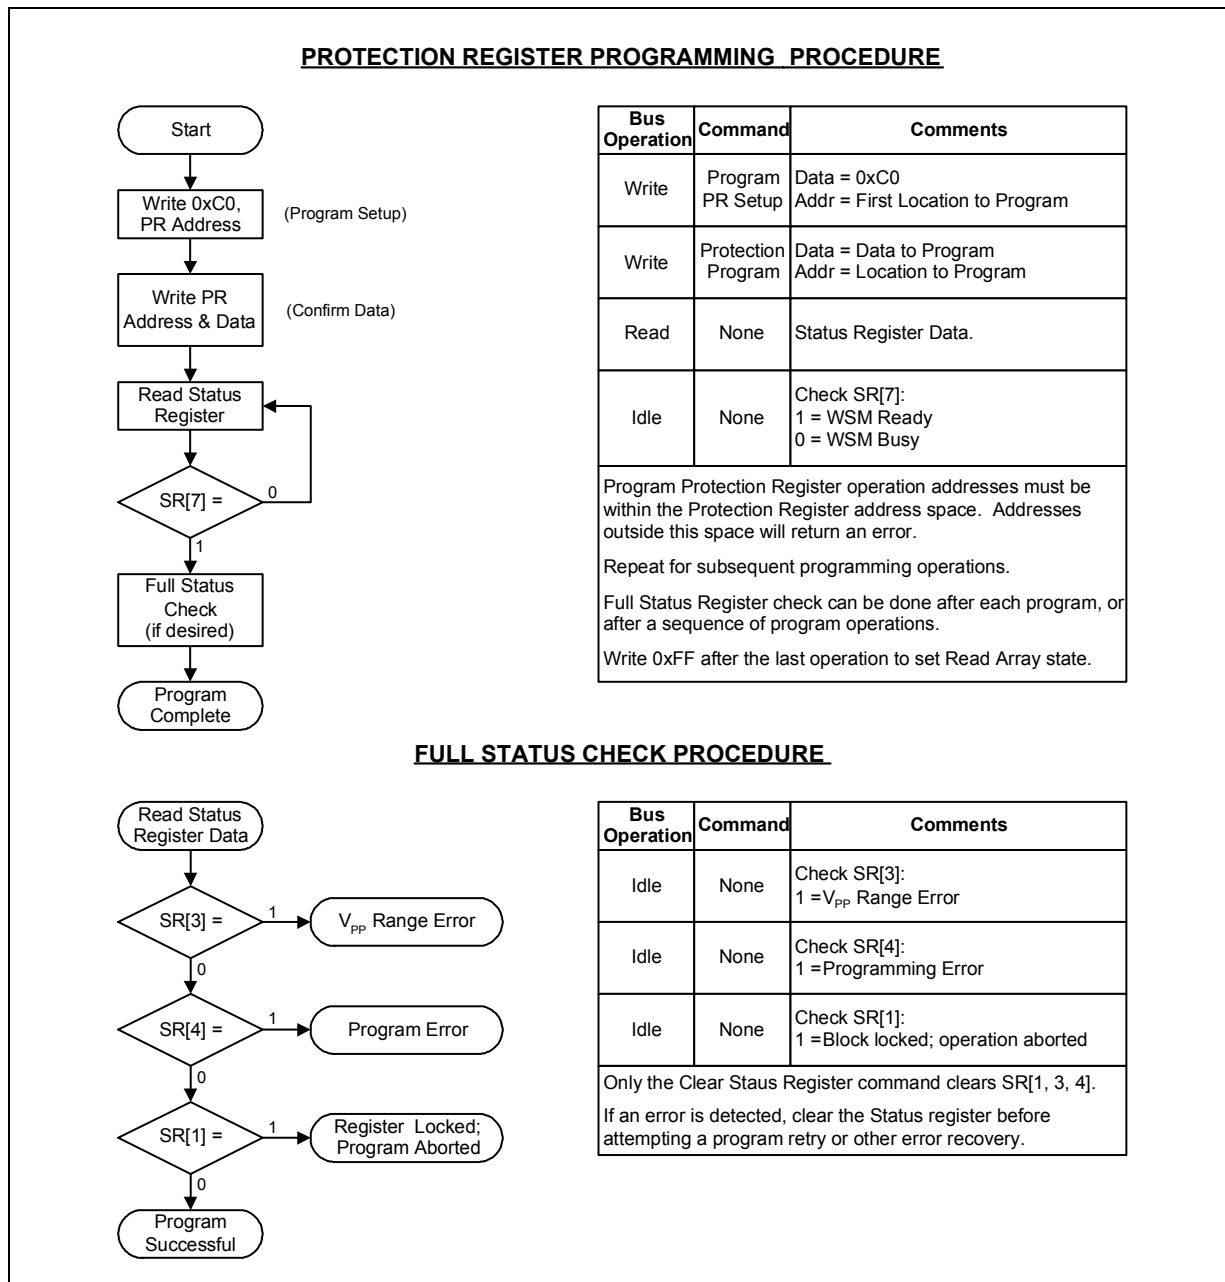 PROTECTION REGISTER PROGRAMMING PROCEDURE
Start
Write 0xC0,
PR Address
(Program Setup)
Write PR
Address & Data
(Confirm Data)
Read Status
Register
SR[7] =
0
1
Full Status
Check
(if desired)
Program
Complete
Bus
Operation
Command
Comments
Write
Program
PR Setup
Data = 0xC0
Addr = First Location to Program
Write
Protection
Program
Data = Data to Program
Addr = Location to Program
Read
None
Status Register Data.
Idle
None
Check SR[7]:
1 = WSM Ready
0 = WSM Busy
Program Protection Register operation addresses must be
within the Protection Register address space. Addresses
outside this space will return an error.
Repeat for subsequent programming operations.
Full Status Register check can be done after each program, or
after a sequence of program operations.
Write 0xFF after the last operation to set Read Array state.
FULL STATUS CHECK PROCEDURE
Read Status
Register Data
SR[3] =
1
VPP Range Error
0
SR[4] =
1
Program Error
0
SR[1] =
1
Register Locked;
Program Aborted
0
Program
Successful
Bus
Operation
Command
Comments
Idle
None
Check SR[3]:
1 =VPP Range Error
Idle
None
Check SR[4]:
1 =Programming Error
Idle
None
Check SR[1]:
1 =Block locked; operation aborted
Only the Clear Staus Register command clears SR[1, 3, 4].
If an error is detected, clear the Status register before
attempting a program retry or other error recovery.